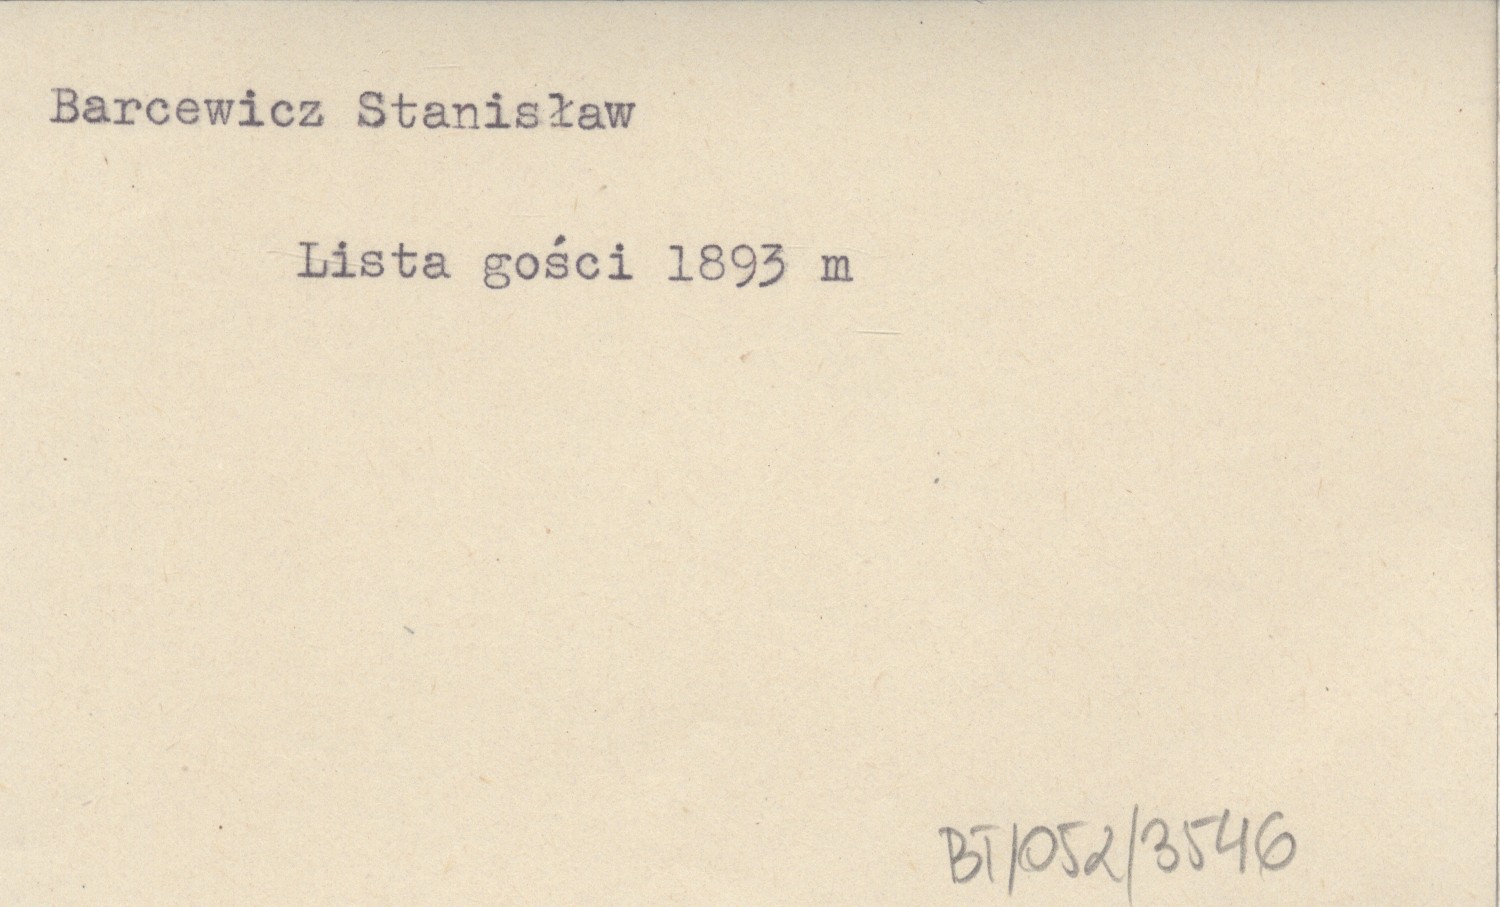 Barcewicz Stanisław
Lista gości 1893 m
BT/052/3546